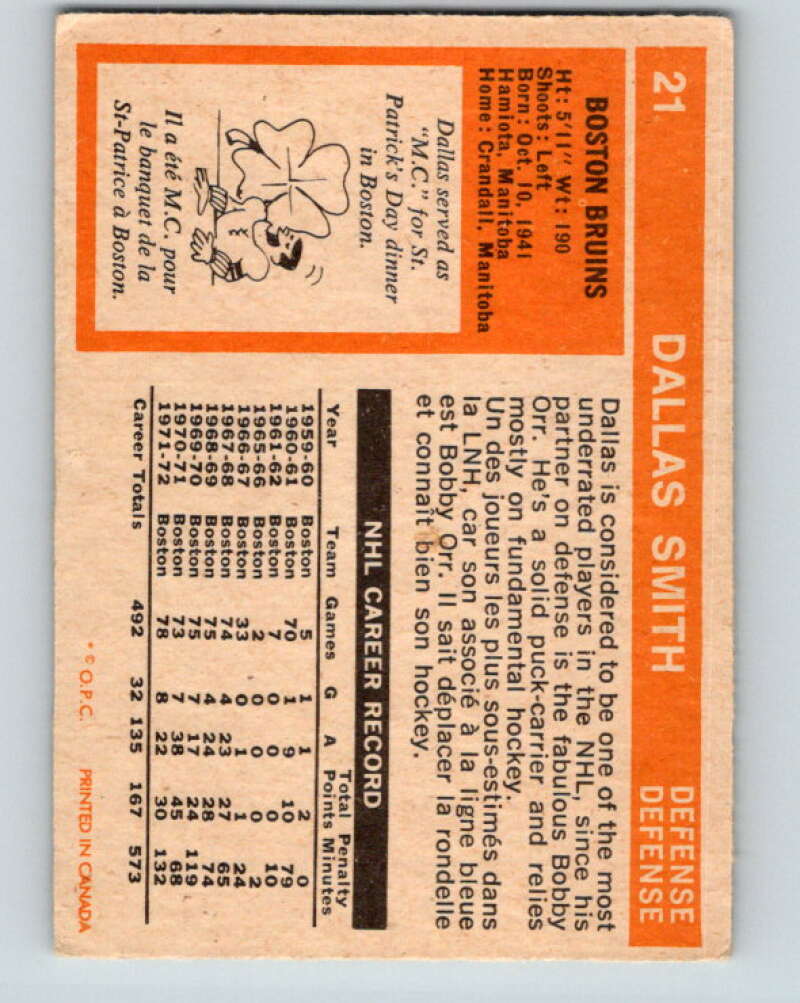 21
DALLAS SMITH
DEFENSE
DEFENSE
BOSTON BRUINS
Ht: 5'11" Wt: 190
Shoots: Left
Born: Oct. 10, 1941
Hamiota, Manitoba
Home: Crandall, Manitoba
Dallas served as
"M.C." for St.
Patrick's Day dinner
in Boston.
Il a été M.C. pour
le banquet de la
St-Patrice à Boston.
Dallas is considered to be one of the most
underrated players in the NHL, since his
partner on defense is the fabulous Bobby
Orr. He's a solid puck-carrier and relies
mostly on fundamental hockey.
Un des joueurs les plus sous-estimés dans
la LNH, car son associé à la ligne bleue
est Bobby Orr. Il sait déplacer la rondelle
et connaît bien son hockey.
NHL CAREER RECORD
Total Penalty
Year Team Games G A Points Minutes
1959-60 Boston 5 1 1 2 0
1960-61 Boston 70 1 9 10 79
1961-62 Boston 7 0 0 0 10
1965-66 Boston 2 0 0 0 2
1966-67 Boston 33 0 1 1 24
1967-68 Boston 74 4 23 27 65
1968-69 Boston 75 4 24 28 74
1969-70 Boston 75 7 17 24 119
1970-71 Boston 73 7 38 45 68
1971-72 Boston 78 8 22 30 132
Career Totals 492 32 135 167 573
* © O.P.C. PRINTED IN CANADA